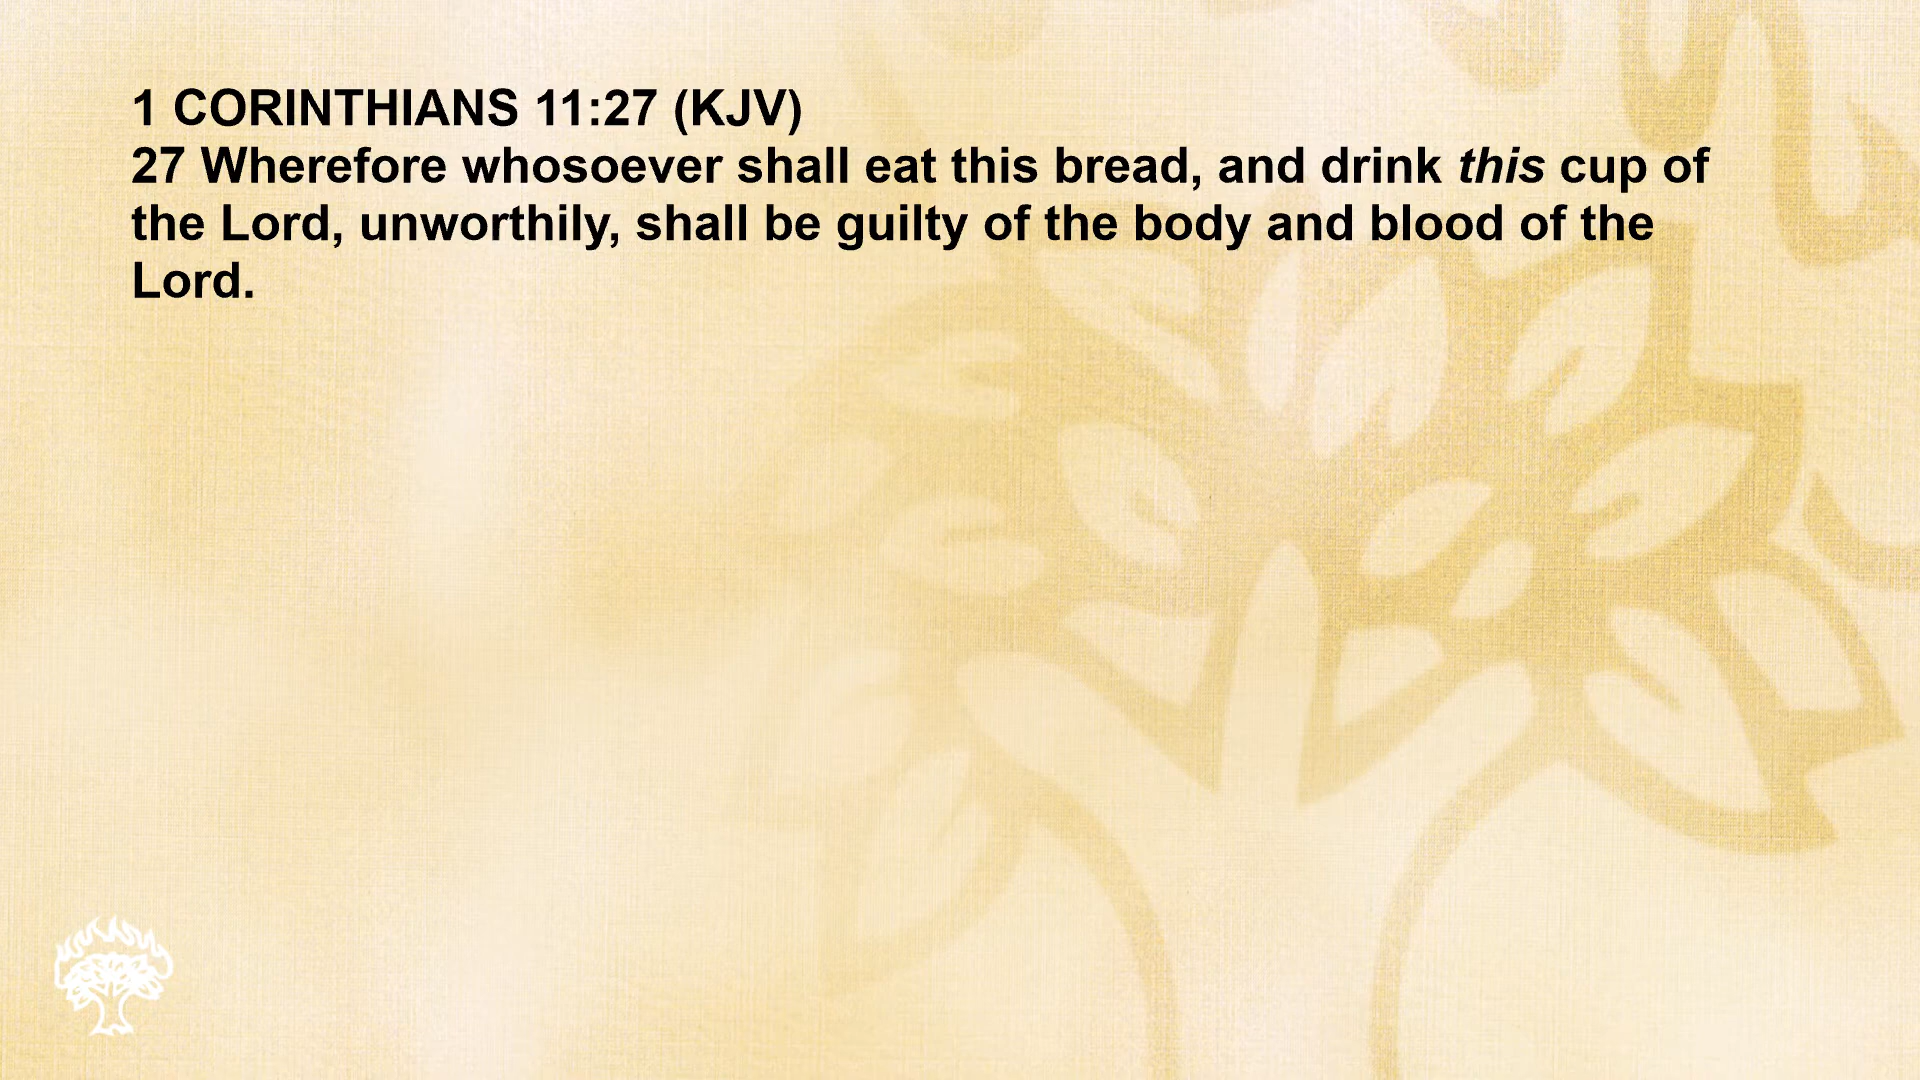 1 CORINTHIANS 11:27 (KJV)
27 Wherefore whosoever shall eat this bread, and drink this cup of
the Lord, unworthily, shall be guilty of the body and blood of the
Lord.